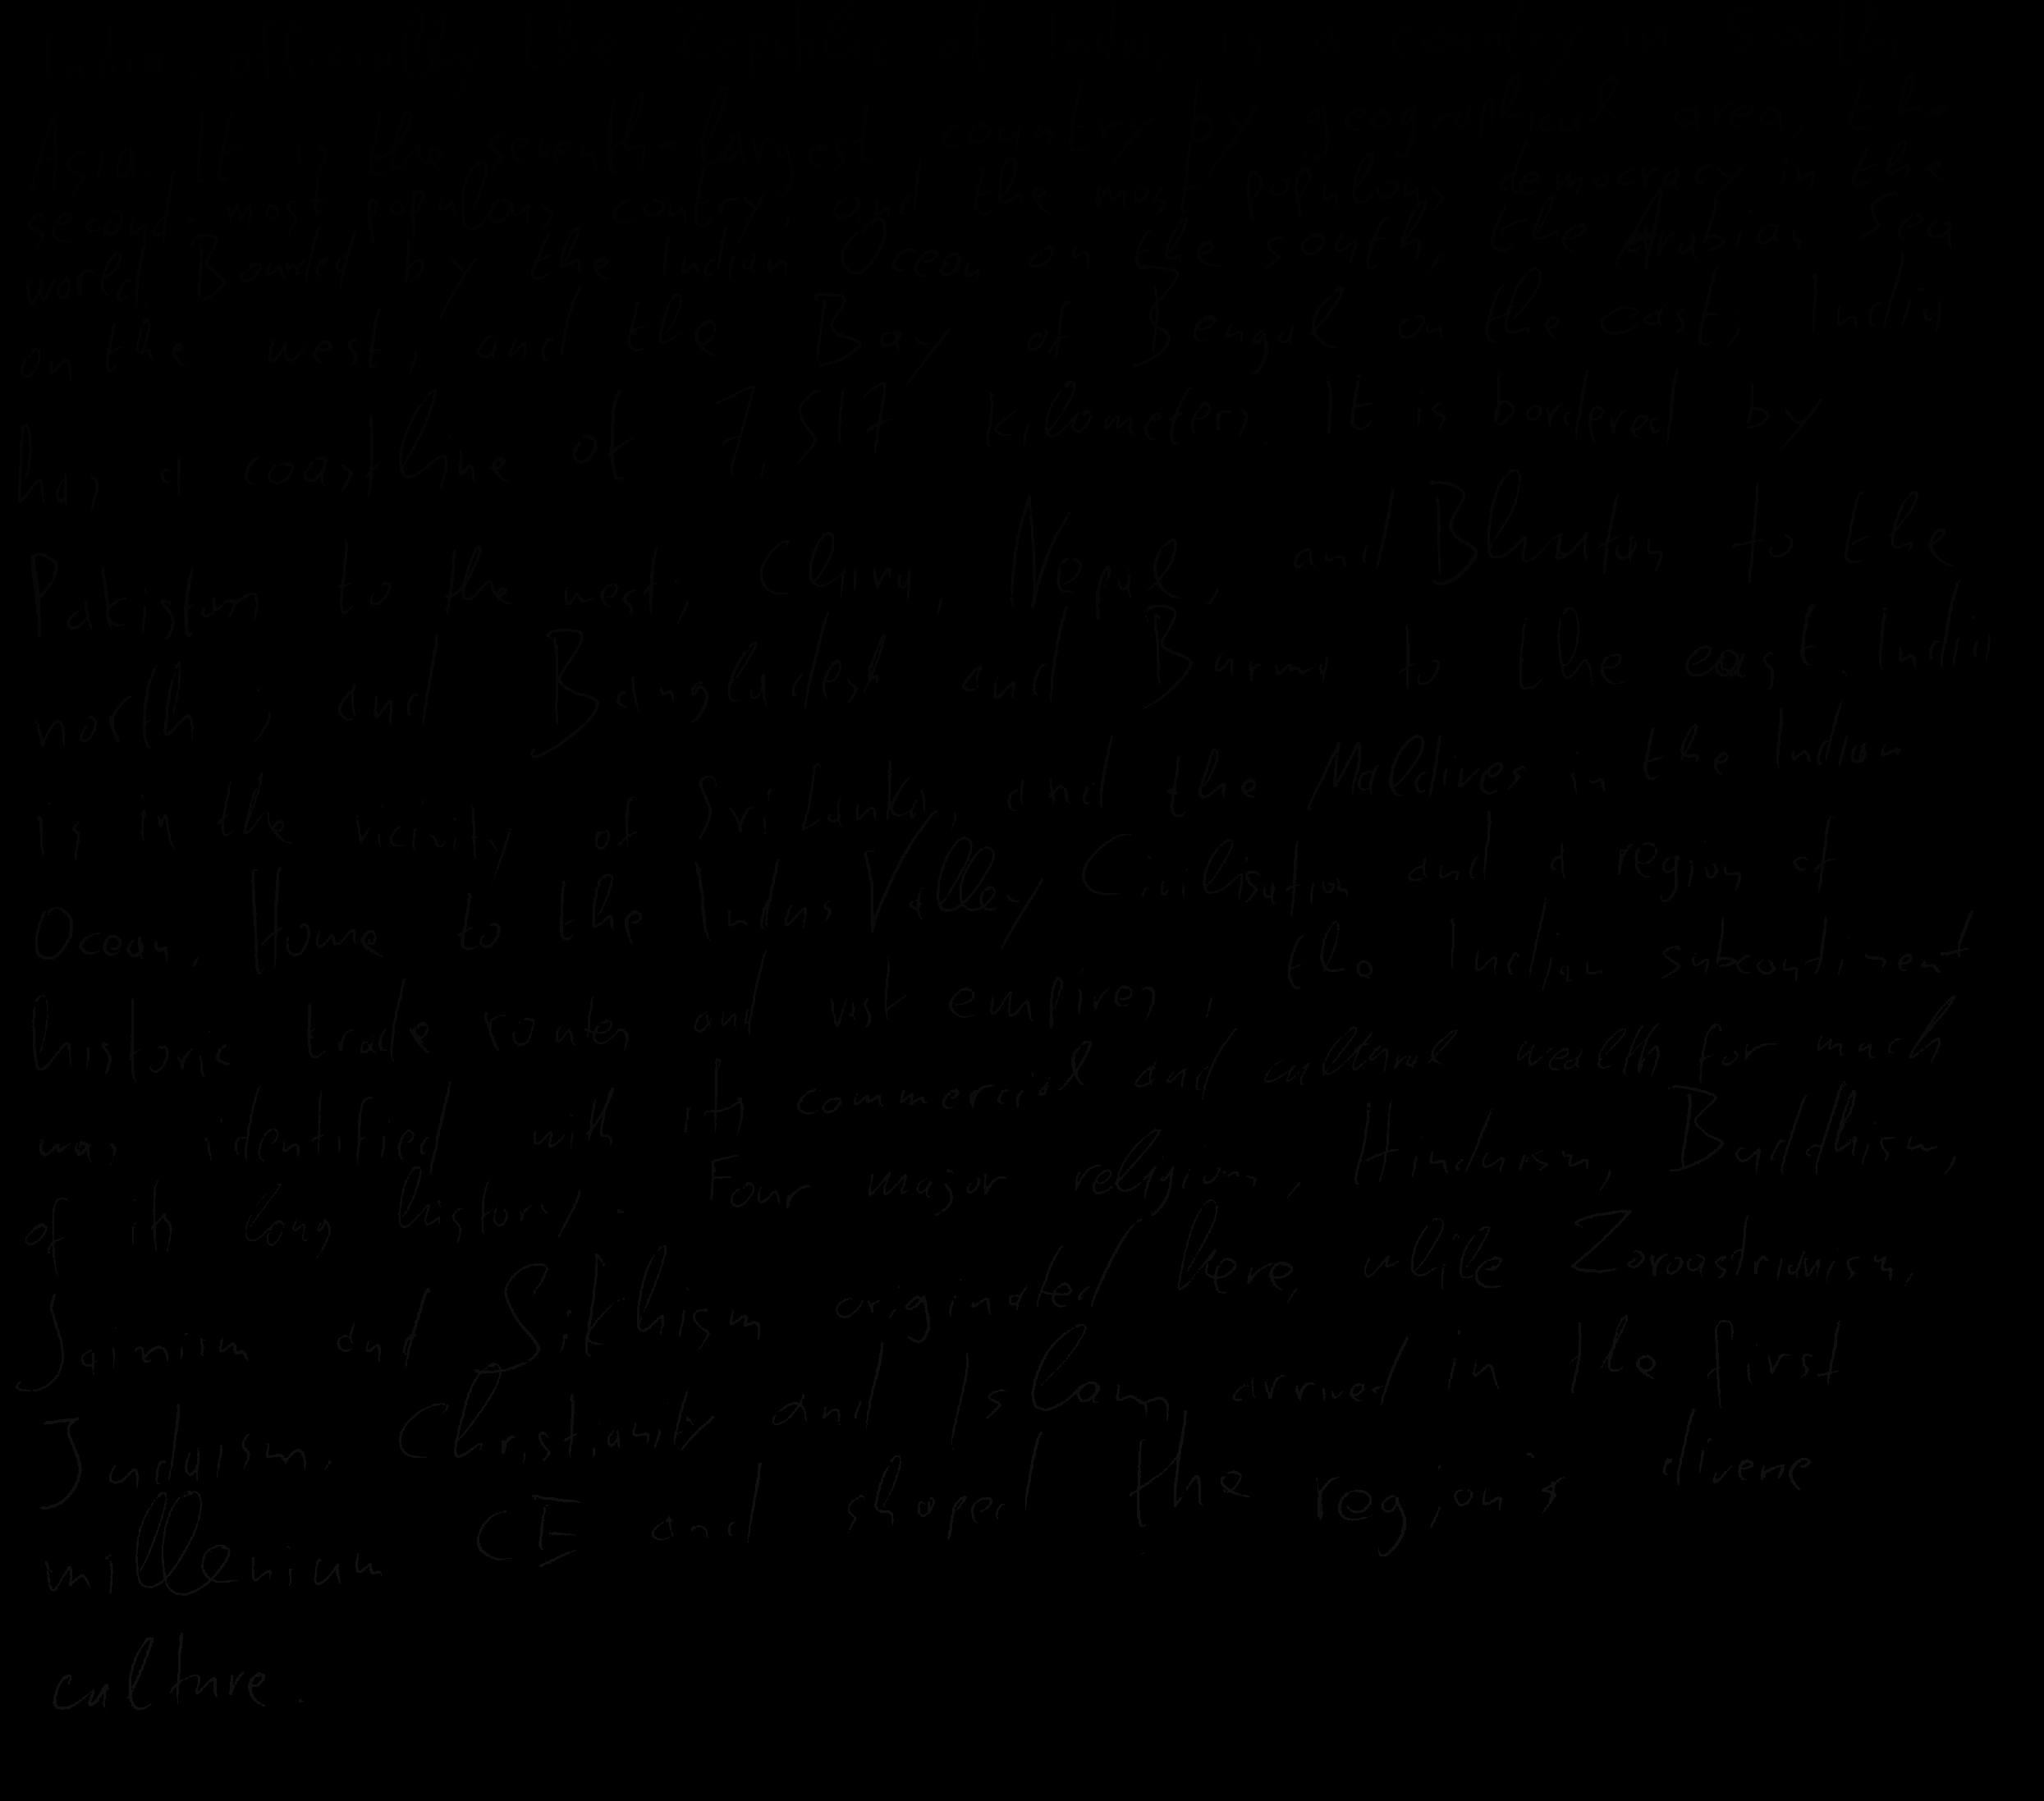 Asia. It is the seventh-largest country by geographical area, the
second-most populous contry, and the most populous democracy in the
world. Bounded by the Indian Ocean on the south, the Arabian Sea
on the west, and the Bay of Bengal on the east, India
has a coastline of 7,517 kilometers. It is bordered by
Pakistan to the west; China, Nepal, and Bhutan to the
north; and Bangladesh and Burma to the east. India
is in the vicinity of Sri Lanka, and the Maldives in the Indian
Ocean. Home to the Indus Valley Civilisation and a region of
historic trade routes and vast empires, the Indian subcontinent
was identified with its commercial and cultural wealth for much
of its long history. Four major religions, Hinduism, Buddhism,
Jainism and Sikhism originated here, while Zoroastrianism,
Judaism, Christianity and Islam arrived in the first
millenium CE and shaped the region's diverse
culture.